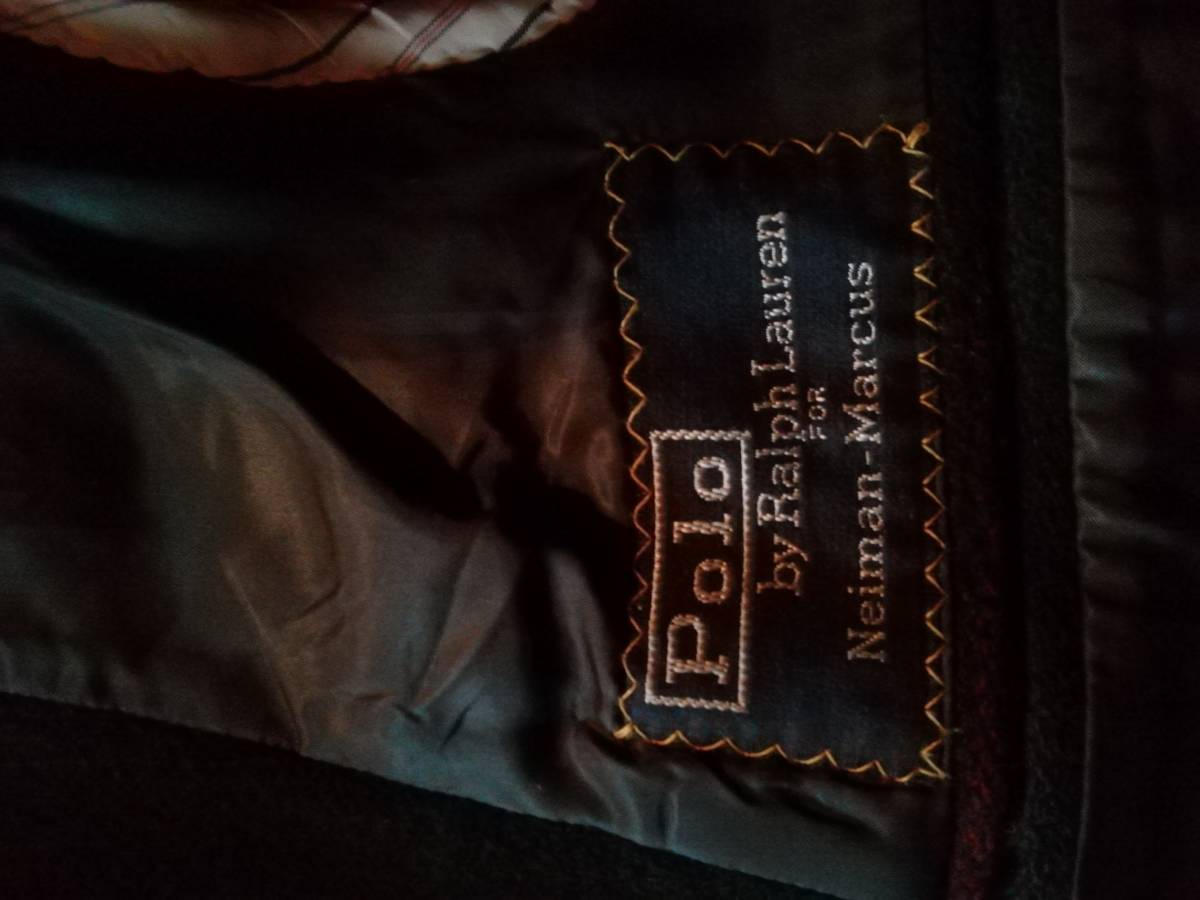 Polo
by Ralph Lauren
FOR
Neiman-Marcus